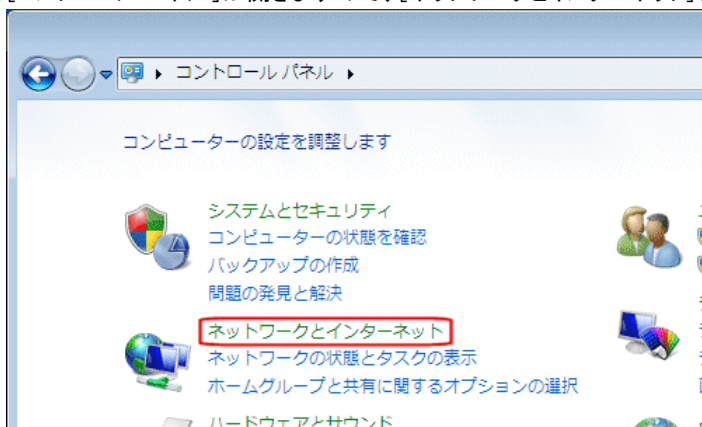 コントロール パネル
コンピューターの設定を調整します
システムとセキュリティ
コンピューターの状態を確認
バックアップの作成
問題の発見と解決
ネットワークとインターネット
ネットワークの状態とタスクの表示
ホームグループと共有に関するオプションの選択
ハードウェアとサウンド